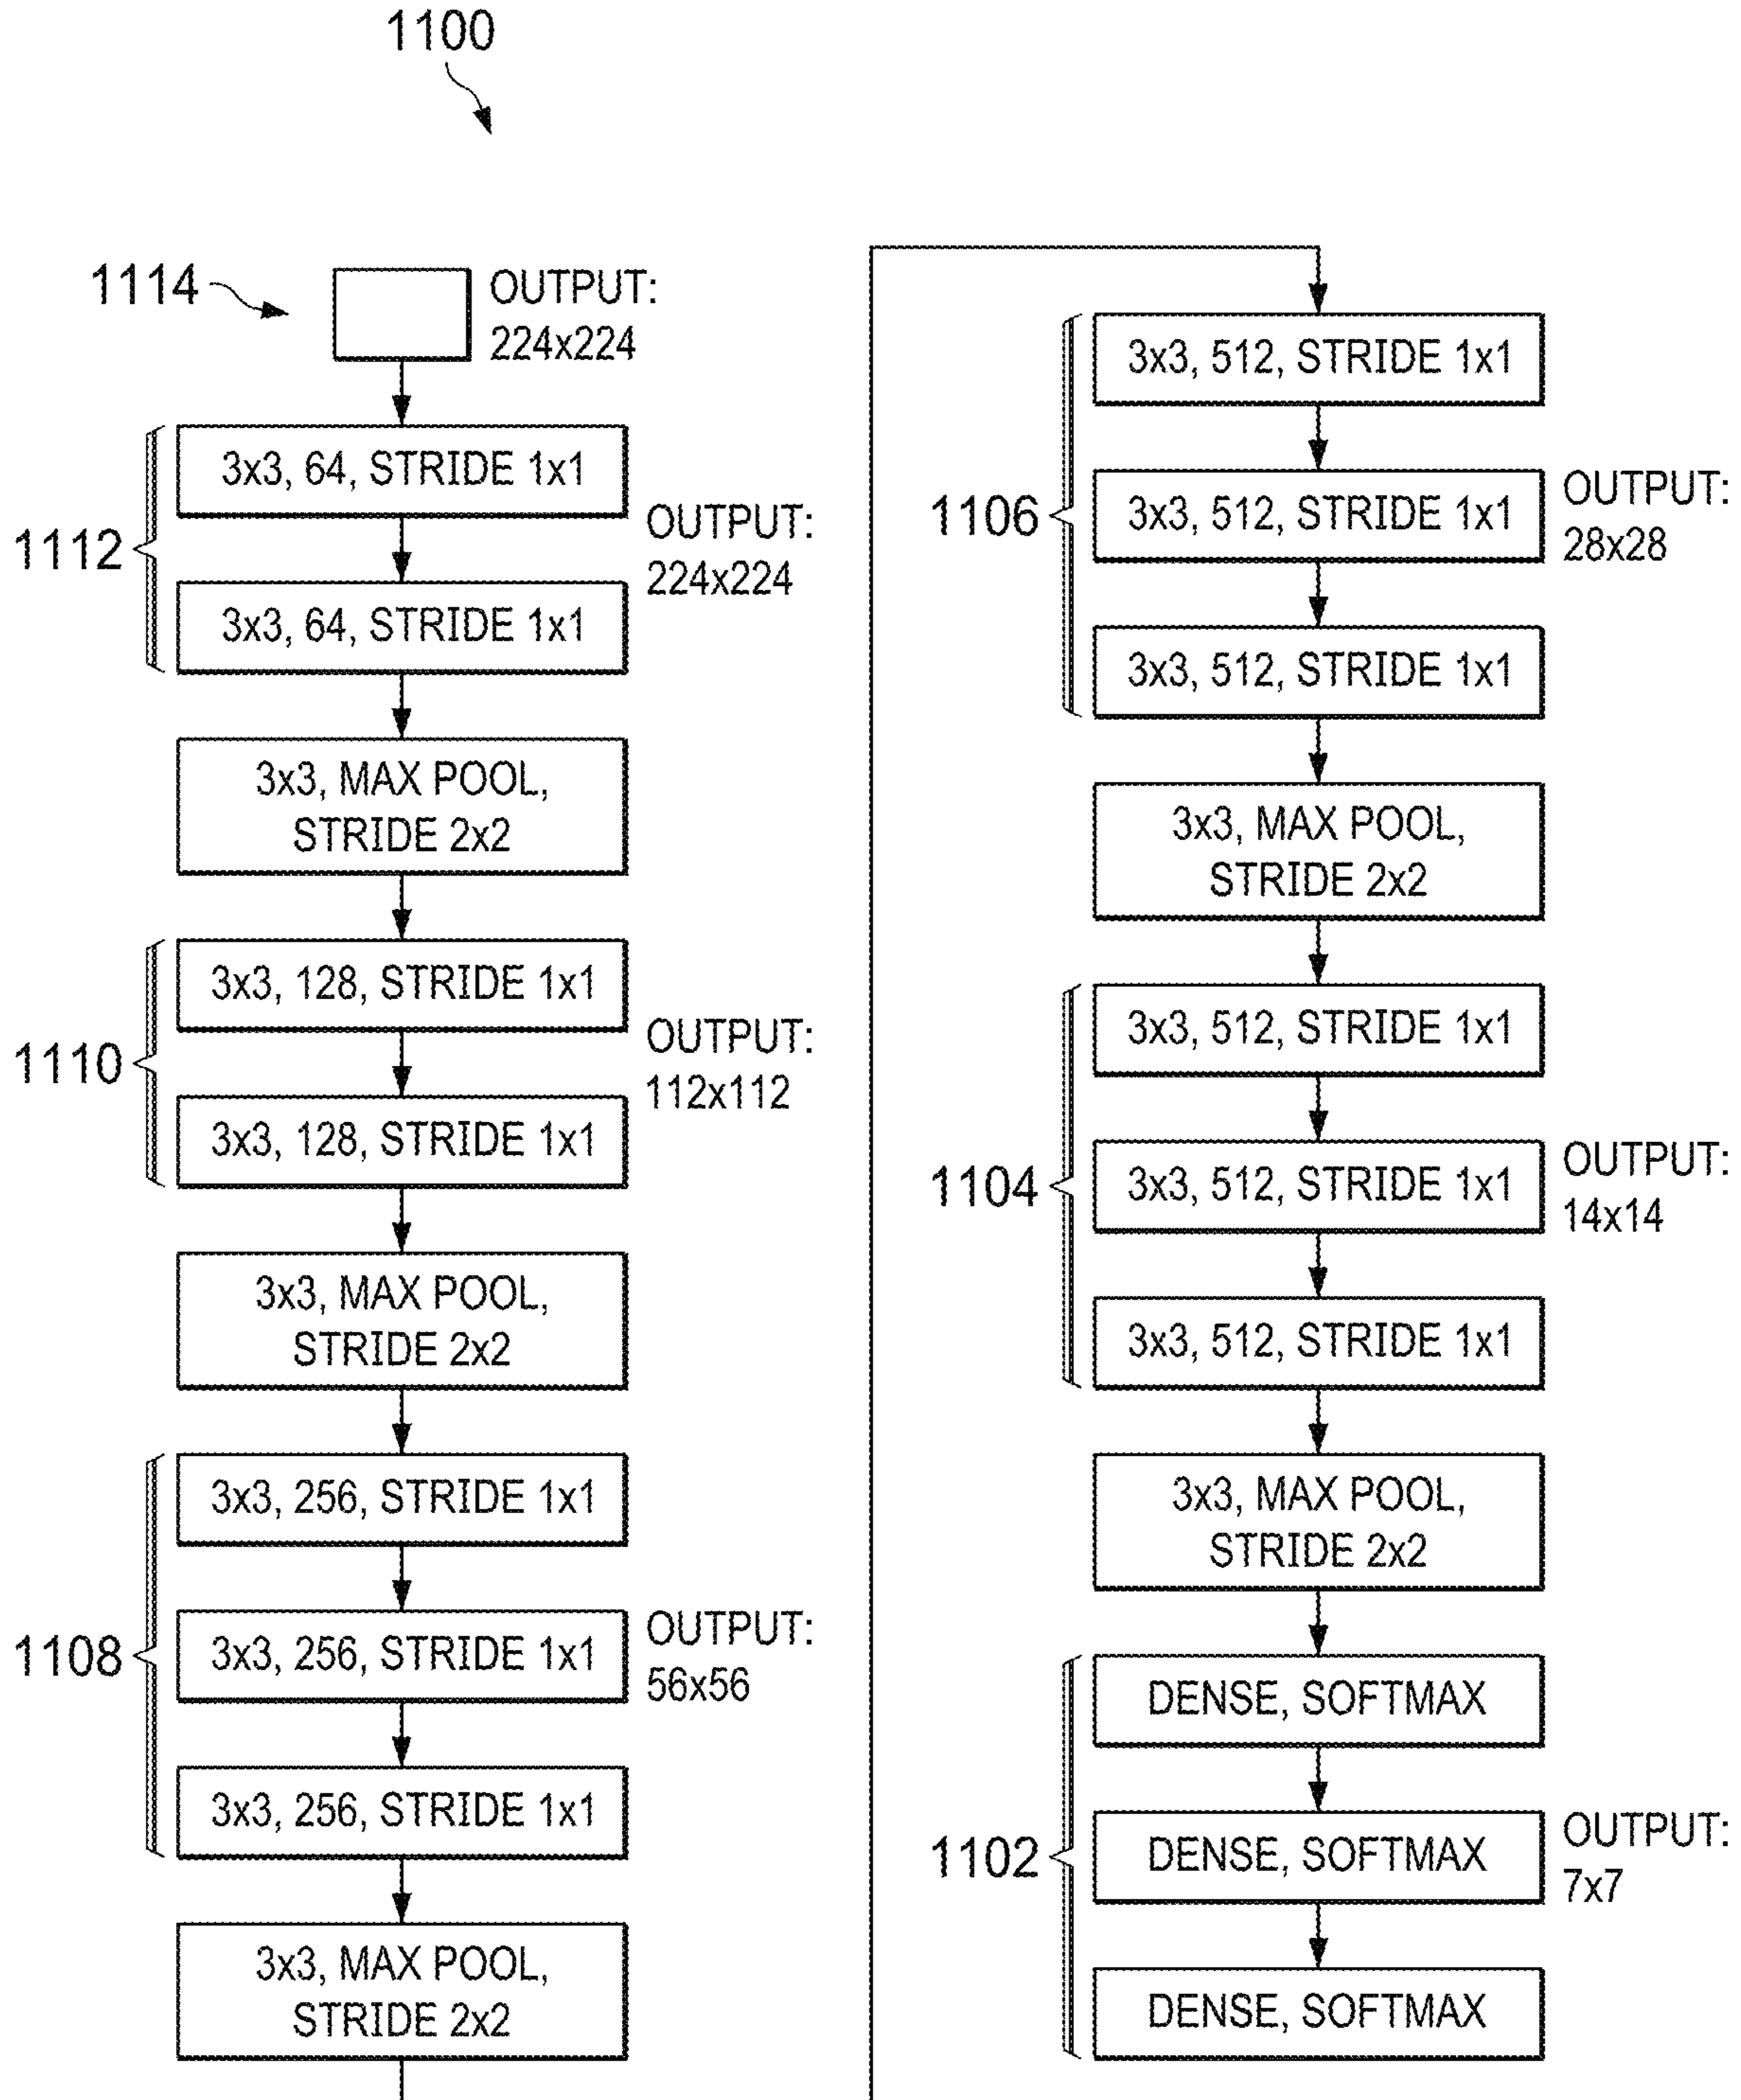 1100
1114
OUTPUT:
224x224
1112
3x3, 64, STRIDE 1x1
3x3, 64, STRIDE 1x1
OUTPUT:
224x224
3x3, MAX POOL,
STRIDE 2x2
1110
3x3, 128, STRIDE 1x1
3x3, 128, STRIDE 1x1
OUTPUT:
112x112
3x3, MAX POOL,
STRIDE 2x2
1108
3x3, 256, STRIDE 1x1
3x3, 256, STRIDE 1x1
OUTPUT:
56x56
3x3, 256, STRIDE 1x1
3x3, MAX POOL,
STRIDE 2x2
1106
3x3, 512, STRIDE 1x1
3x3, 512, STRIDE 1x1
OUTPUT:
28x28
3x3, 512, STRIDE 1x1
3x3, MAX POOL,
STRIDE 2x2
1104
3x3, 512, STRIDE 1x1
3x3, 512, STRIDE 1x1
OUTPUT:
14x14
3x3, 512, STRIDE 1x1
3x3, MAX POOL,
STRIDE 2x2
1102
DENSE, SOFTMAX
DENSE, SOFTMAX
OUTPUT:
7x7
DENSE, SOFTMAX